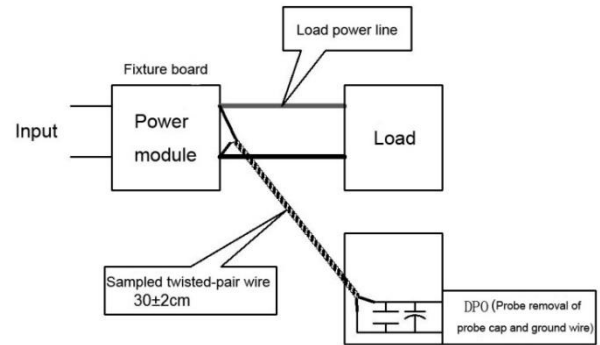 Load power line
Fixture board
Input
Power
module
Load
Sampled twisted-pair wire
30±2cm
DPO (Probe removal of
probe cap and ground wire)